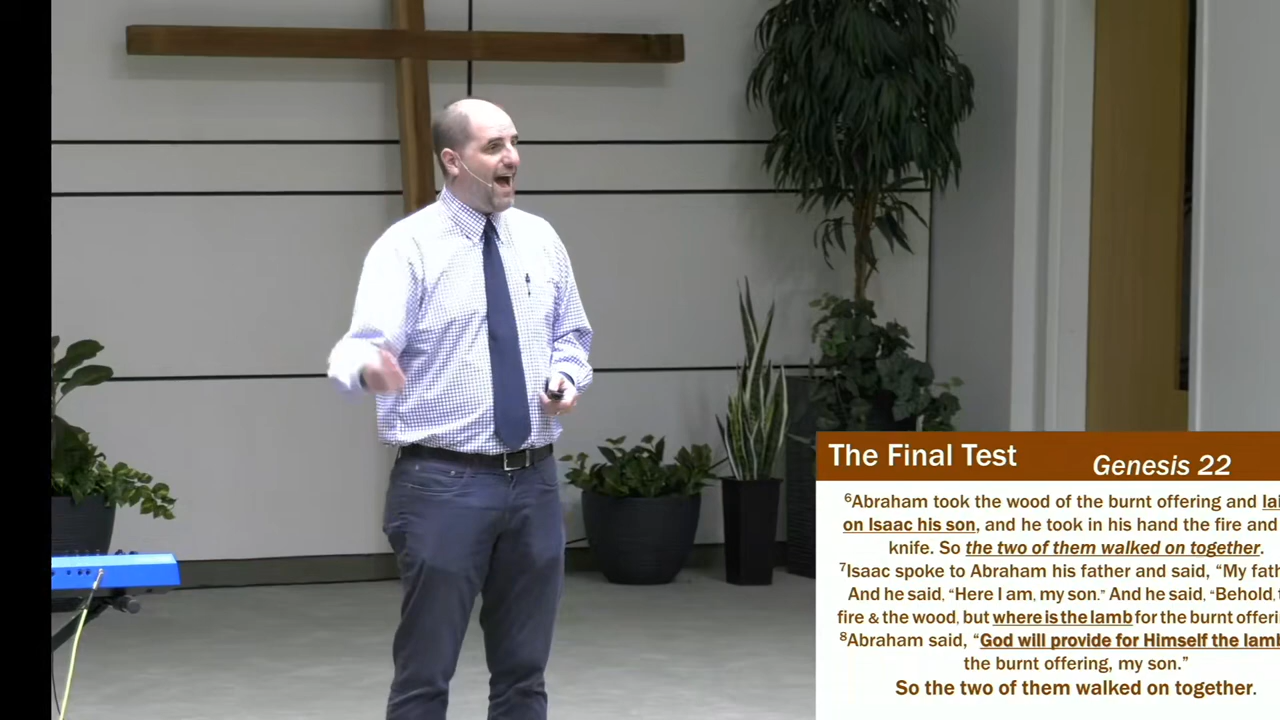 The Final Test
Genesis 22
6Abraham took the wood of the burnt offering and
on Isaac his son, and he took in his hand the fire and
knife. So the two of them walked on together.
7Isaac spoke to Abraham his father and said, “My
And he said, “Here I am, my son.” And he said, “Behold,
fire & the wood, but where is the lamb for the burnt
8Abraham said, “God will provide for Himself the lamb
the burnt offering, my son.”
So the two of them walked on together.